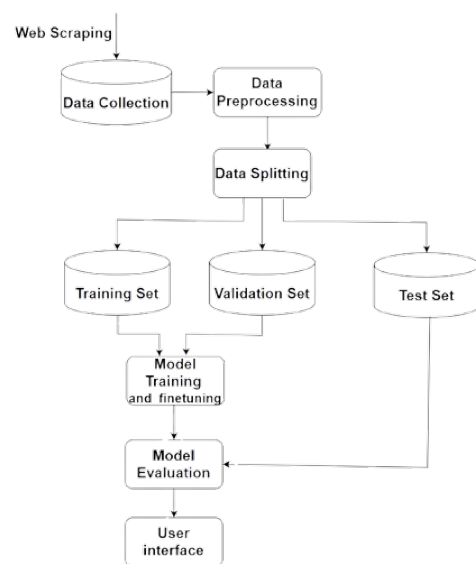 Web Scraping
Data Collection
Data
Preprocessing
Data Splitting
Training Set
Validation Set
Test Set
Model
Training
and finetuning
Model
Evaluation
User
interface